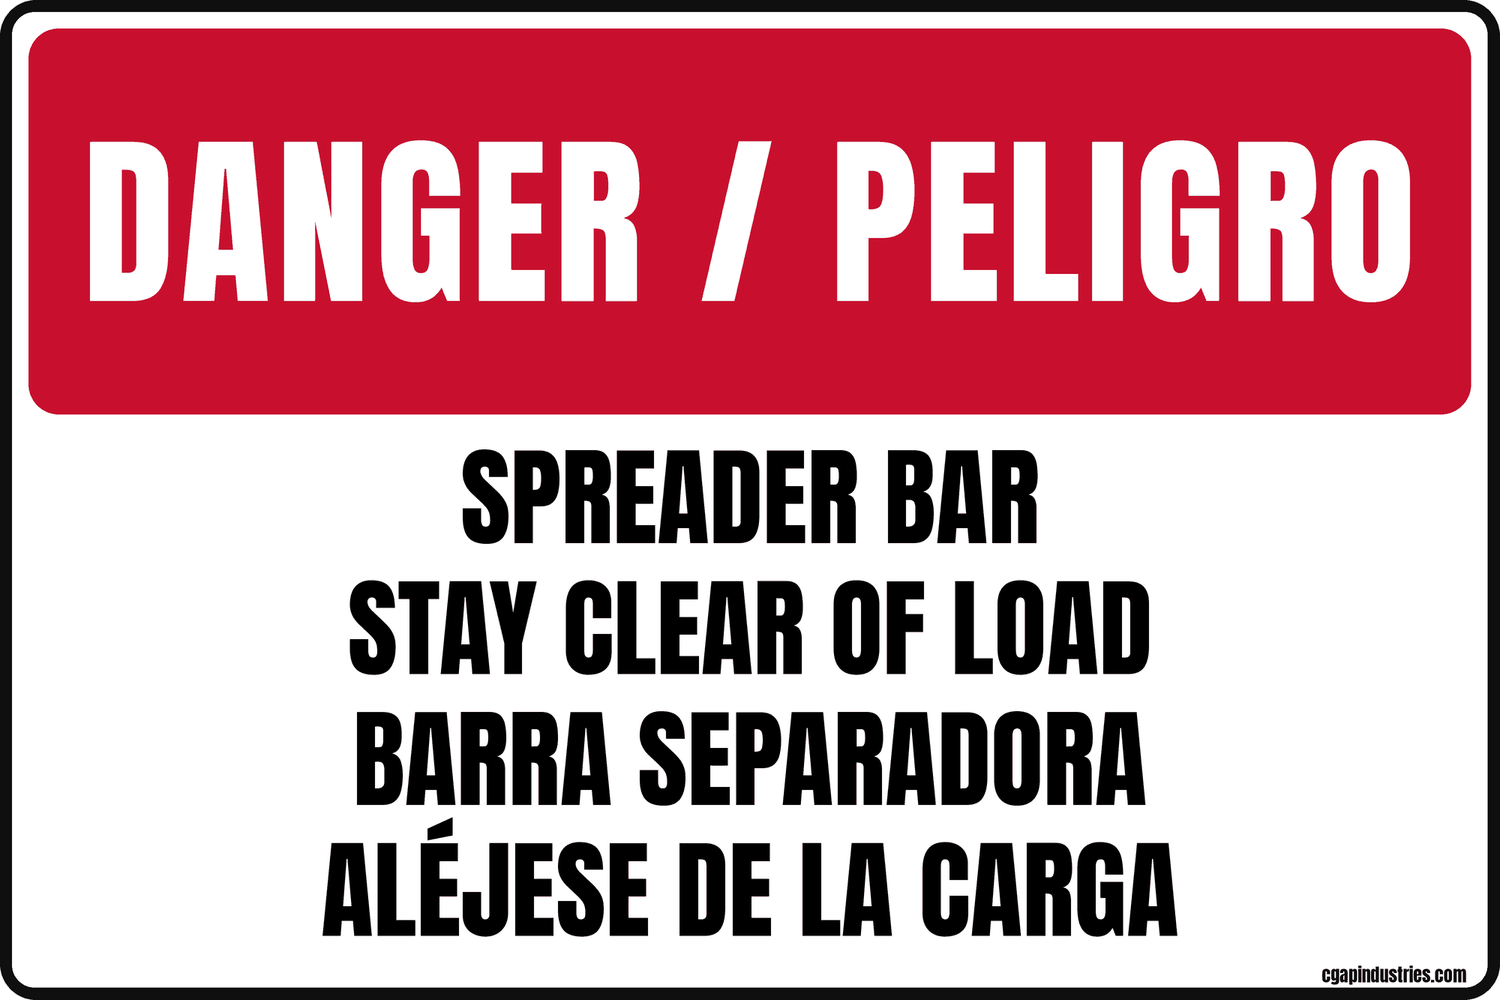 DANGER / PELIGRO
SPREADER BAR
STAY CLEAR OF LOAD
BARRA SEPARADORA
ALÉJESE DE LA CARGA
cgapindustries.com